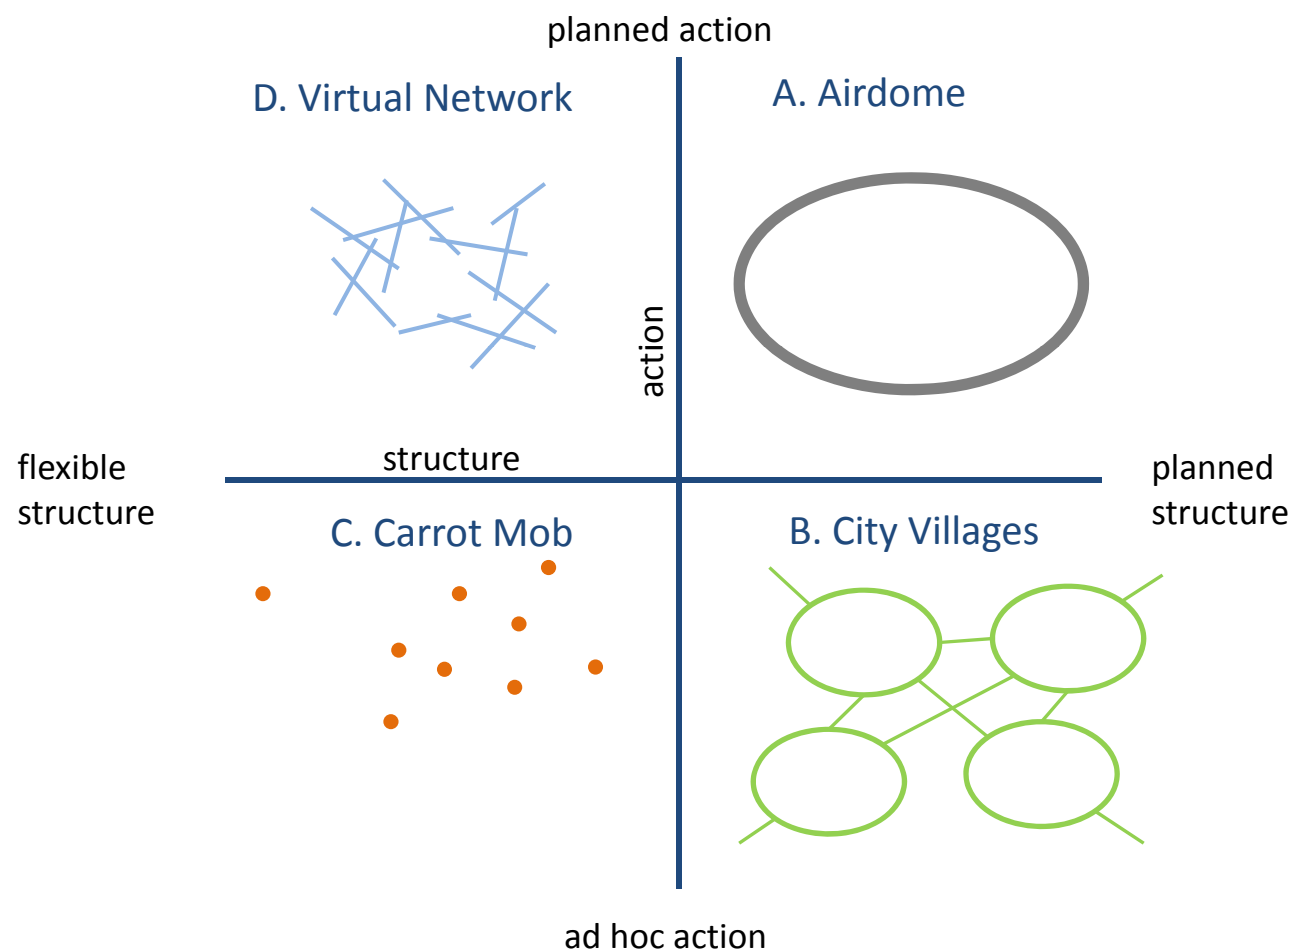 planned action
D. Virtual Network
A. Airdome
action
structure
flexible
structure
planned
structure
C. Carrot Mob
B. City Villages
ad hoc action